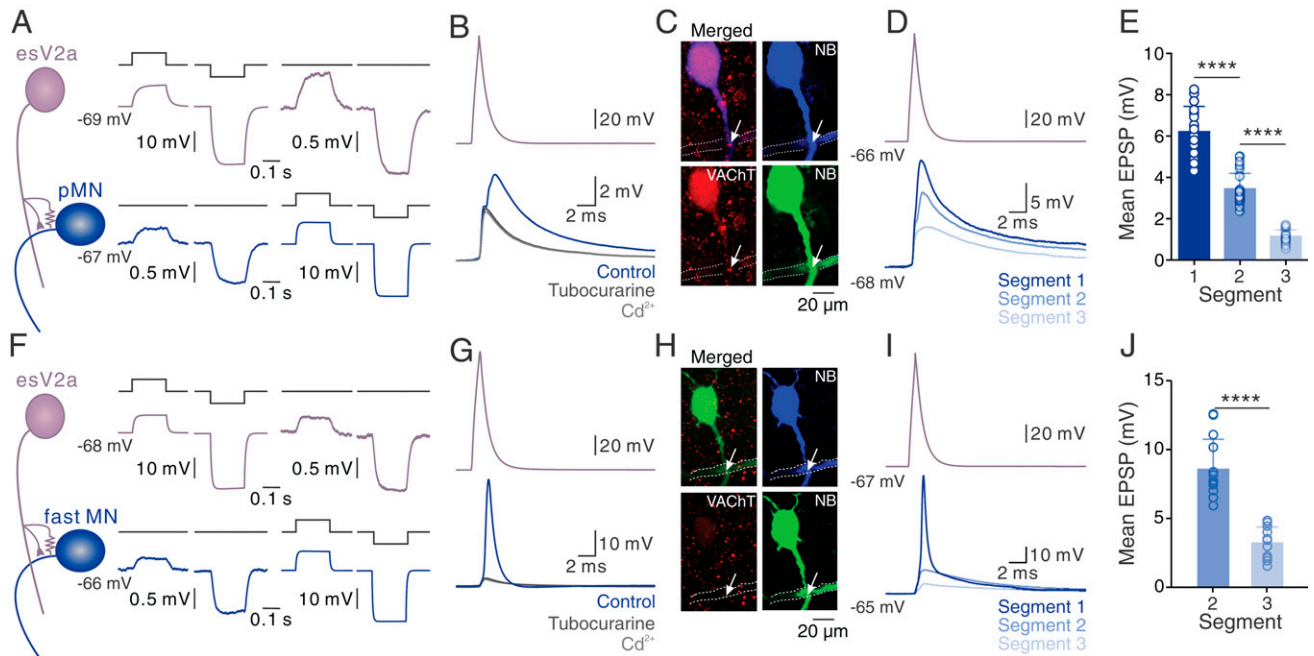 A
esV2a
-69 mV
10 mV
0.1 s
0.5 mV
pMN
-67 mV
0.5 mV
0.1 s
10 mV
B
20 mV
2 mV
2 ms
Control
Tubocurarine
Cd²⁺
C
Merged
NB
VAChT
NB
20 µm
D
20 mV
-66 mV
5 mV
2 ms
-68 mV
Segment 1
Segment 2
Segment 3
E
Mean EPSP (mV)
10
8
6
4
2
0
****
****
1 2 3
Segment
F
esV2a
-68 mV
10 mV
0.1 s
0.5 mV
fast MN
-66 mV
0.5 mV
0.1 s
10 mV
G
20 mV
10 mV
2 ms
Control
Tubocurarine
Cd²⁺
H
Merged
NB
VAChT
NB
20 µm
I
20 mV
-67 mV
10 mV
2 ms
-65 mV
Segment 1
Segment 2
Segment 3
J
Mean EPSP (mV)
15
10
5
0
****
2 3
Segment